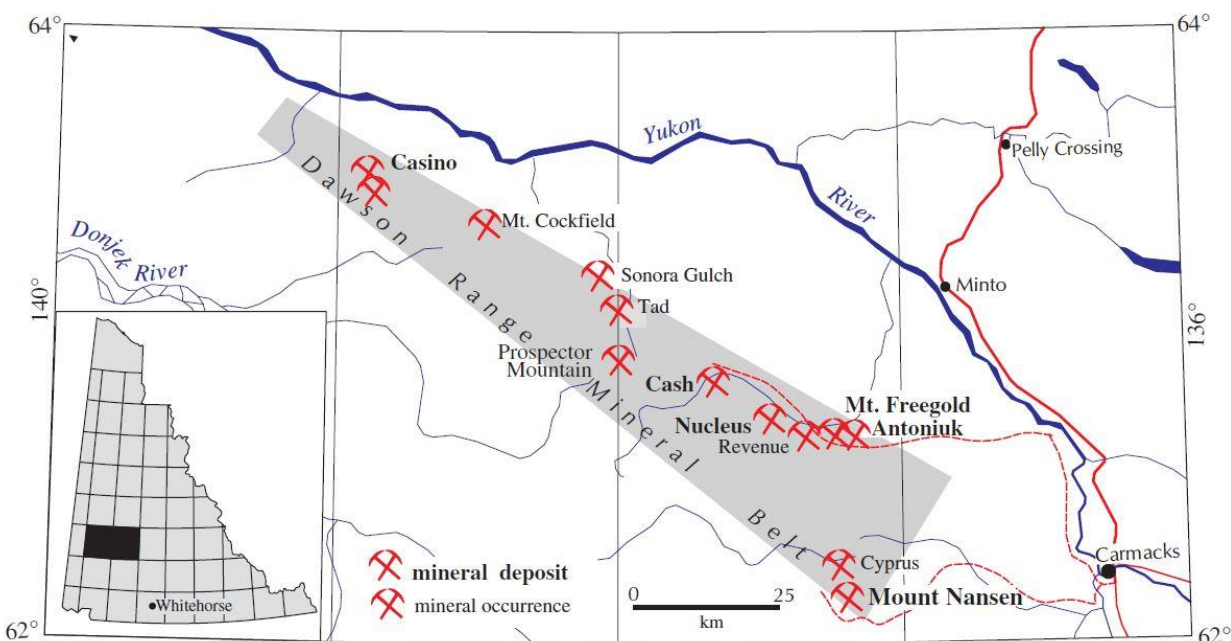 64°
64°
Yukon
River
Pelly Crossing
Casino
Dawson Range Mineral Belt
Mt. Cockfield
Donjek
River
Sonora Gulch
Tad
Minto
140°
136°
Prospector
Mountain
Cash
Mt. Freegold
Nucleus
Antoniuk
Revenue
Carmacks
Cyprus
mineral deposit
Mount Nansen
mineral occurrence
0 25
km
Whitehorse
62°
62°